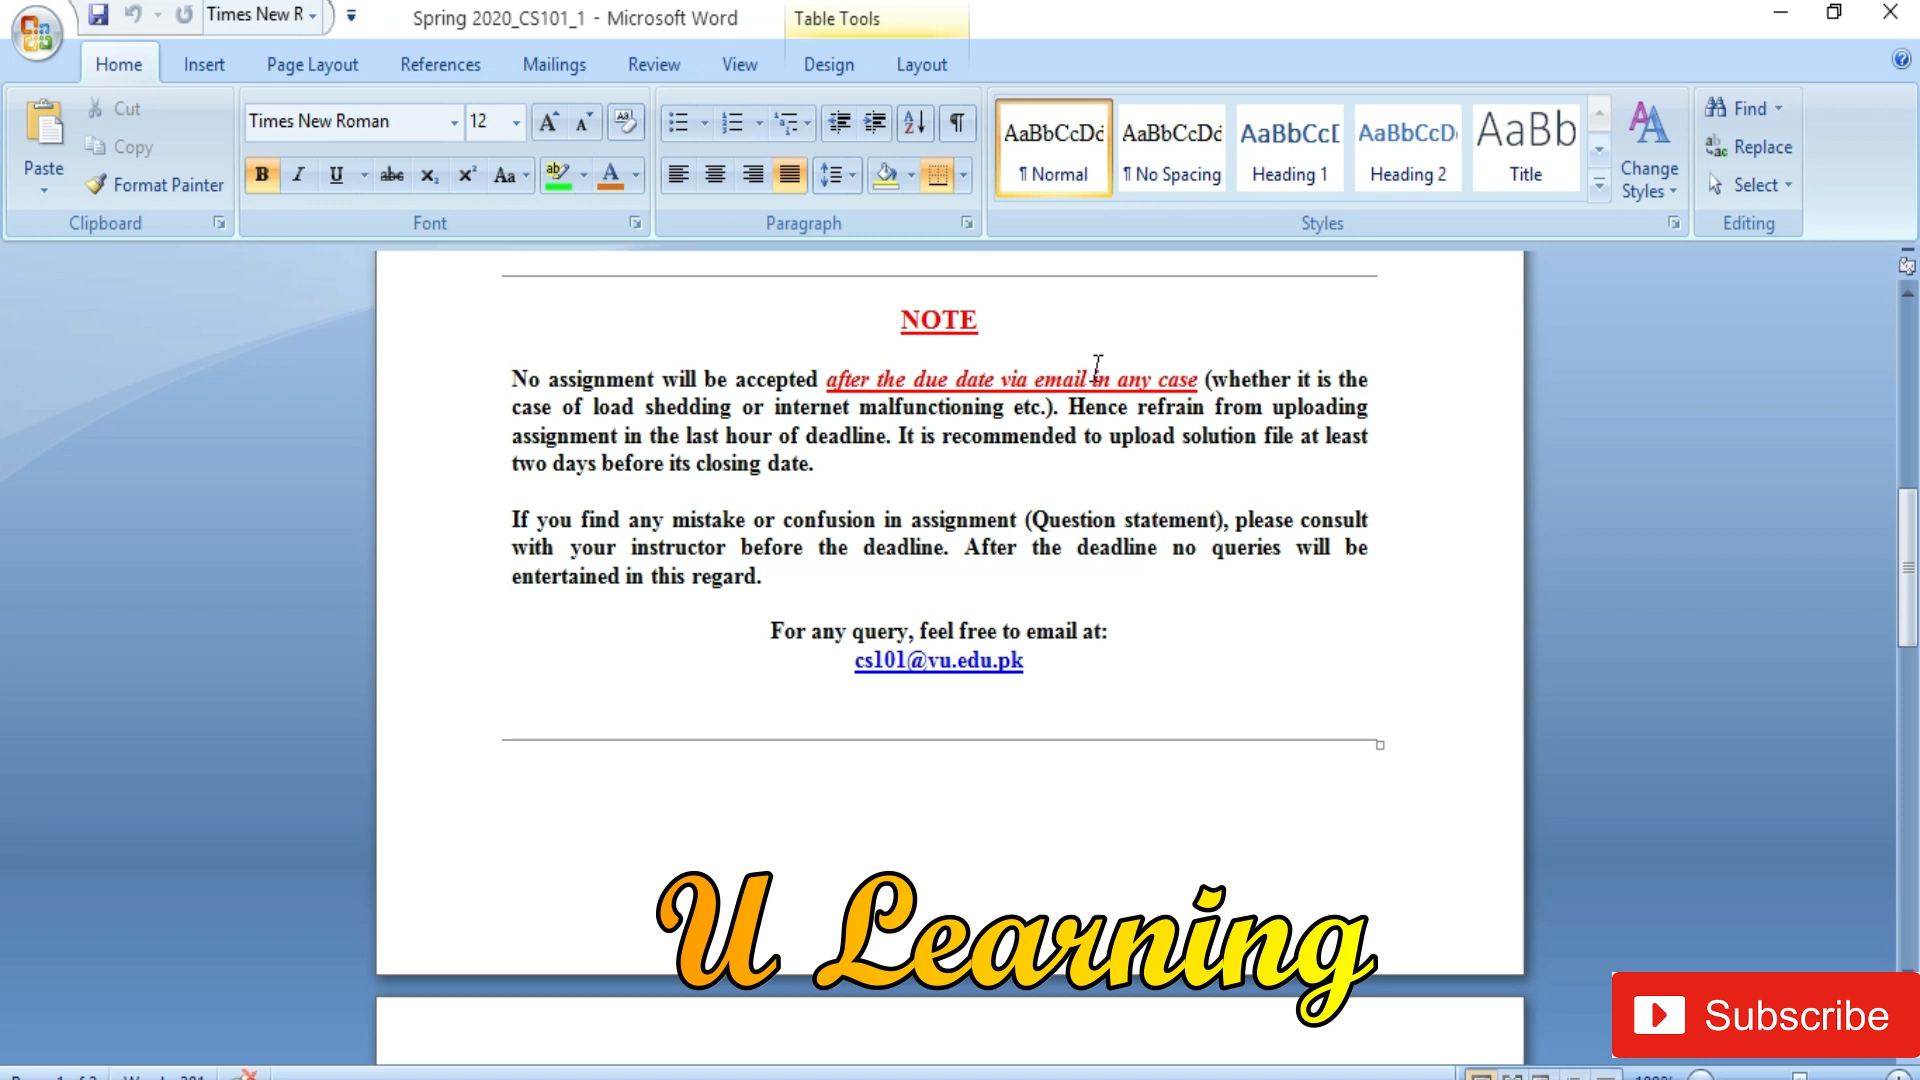 Times New R
Spring 2020_CS101_1 - Microsoft Word
Table Tools
Home
Insert
Page Layout
References
Mailings
Review
View
Design
Layout
Paste
Cut
Copy
Format Painter
Clipboard
Times New Roman
12
Font
Paragraph
AaBbCcDd
¶ Normal
AaBbCcDd
¶ No Spacing
AaBbCcD
Heading 1
AaBbCcD
Heading 2
AaBb
Title
Change
Styles
Styles
Find
Replace
Select
Editing
NOTE
No assignment will be accepted after the due date via email in any case (whether it is the
case of load shedding or internet malfunctioning etc.). Hence refrain from uploading
assignment in the last hour of deadline. It is recommended to upload solution file at least
two days before its closing date.
If you find any mistake or confusion in assignment (Question statement), please consult
with your instructor before the deadline. After the deadline no queries will be
entertained in this regard.
For any query, feel free to email at:
cs101@vu.edu.pk
U Learning
Subscribe